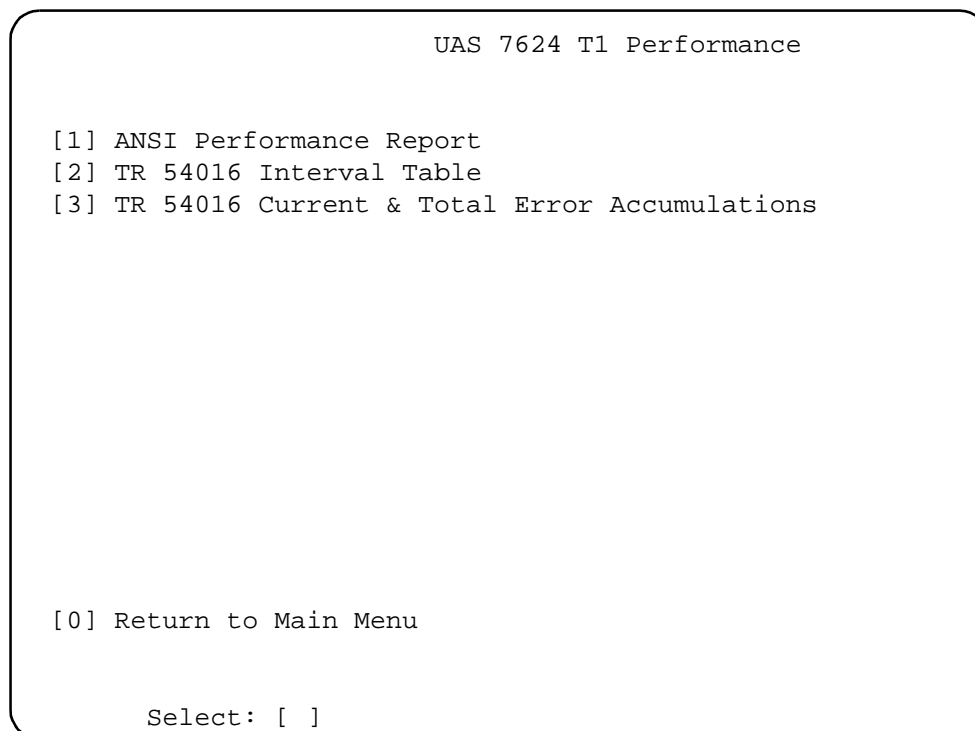 UAS 7624 T1 Performance
[1] ANSI Performance Report
[2] TR 54016 Interval Table
[3] TR 54016 Current & Total Error Accumulations
[0] Return to Main Menu
Select: [ ]